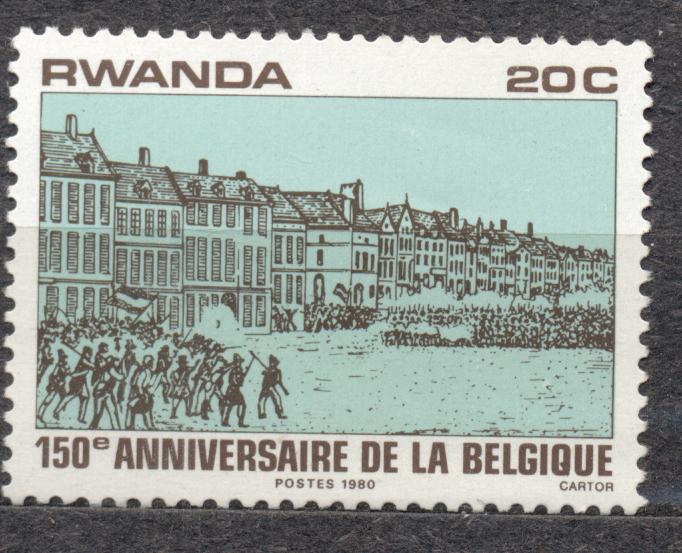 RWANDA 20C
150e ANNIVERSAIRE DE LA BELGIQUE
POSTES 1980
CARTOR